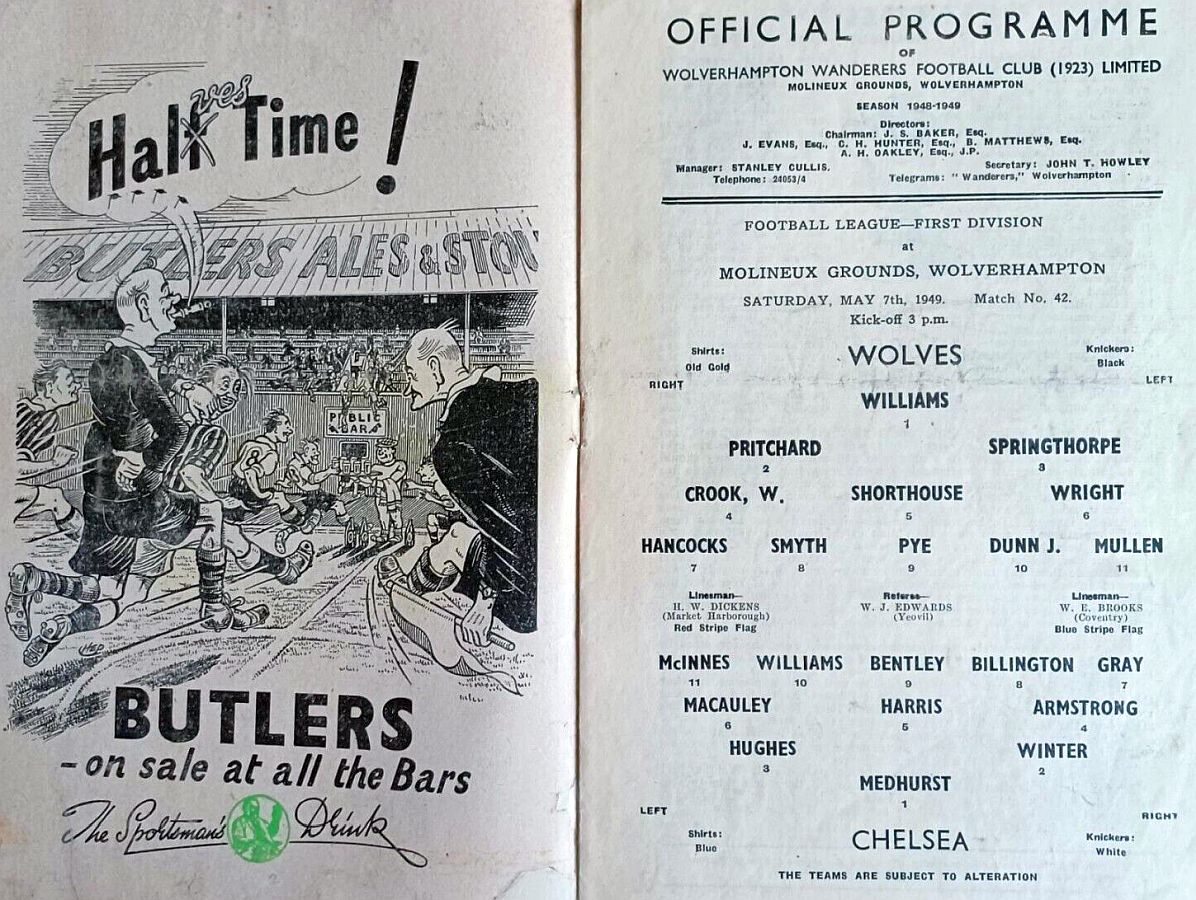 Half Time !
ves
BUTLERS ALES & STOU
PUBLIC
BAR
8
HEP
BUTLERS
- on sale at all the Bars
The Sportsman's Drink
OFFICIAL PROGRAMME
OF
WOLVERHAMPTON WANDERERS FOOTBALL CLUB (1923) LIMITED
MOLINEUX GROUNDS, WOLVERHAMPTON
SEASON 1948-1949
Directors:
Chairman: J. S. BAKER, Esq.
J. EVANS, Esq., C. H. HUNTER, Esq., B. MATTHEWS, Esq.
A. H. OAKLEY, Esq., J.P.
Manager: STANLEY CULLIS. Secretary: JOHN T. HOWLEY
Telephone: 24053/4 Telegrams: "Wanderers," Wolverhampton
FOOTBALL LEAGUE—FIRST DIVISION
at
MOLINEUX GROUNDS, WOLVERHAMPTON
SATURDAY, MAY 7th, 1949. Match No. 42.
Kick-off 3 p.m.
Shirts: WOLVES Knickers:
Old Gold Black
RIGHT LEFT
WILLIAMS
1
PRITCHARD SPRINGTHORPE
2 3
CROOK, W. SHORTHOUSE WRIGHT
4 5 6
HANCOCKS SMYTH PYE DUNN J. MULLEN
7 8 9 10 11
Linesman— Referee— Linesman—
H. W. DICKENS W. J. EDWARDS W. E. BROOKS
(Market Harborough) (Yeovil) (Coventry)
Red Stripe Flag Blue Stripe Flag
McINNES WILLIAMS BENTLEY BILLINGTON GRAY
11 10 9 8 7
MACAULEY HARRIS ARMSTRONG
6 5 4
HUGHES WINTER
3 2
MEDHURST
1
LEFT RIGHT
Shirts: CHELSEA Knickers:
Blue White
THE TEAMS ARE SUBJECT TO ALTERATION